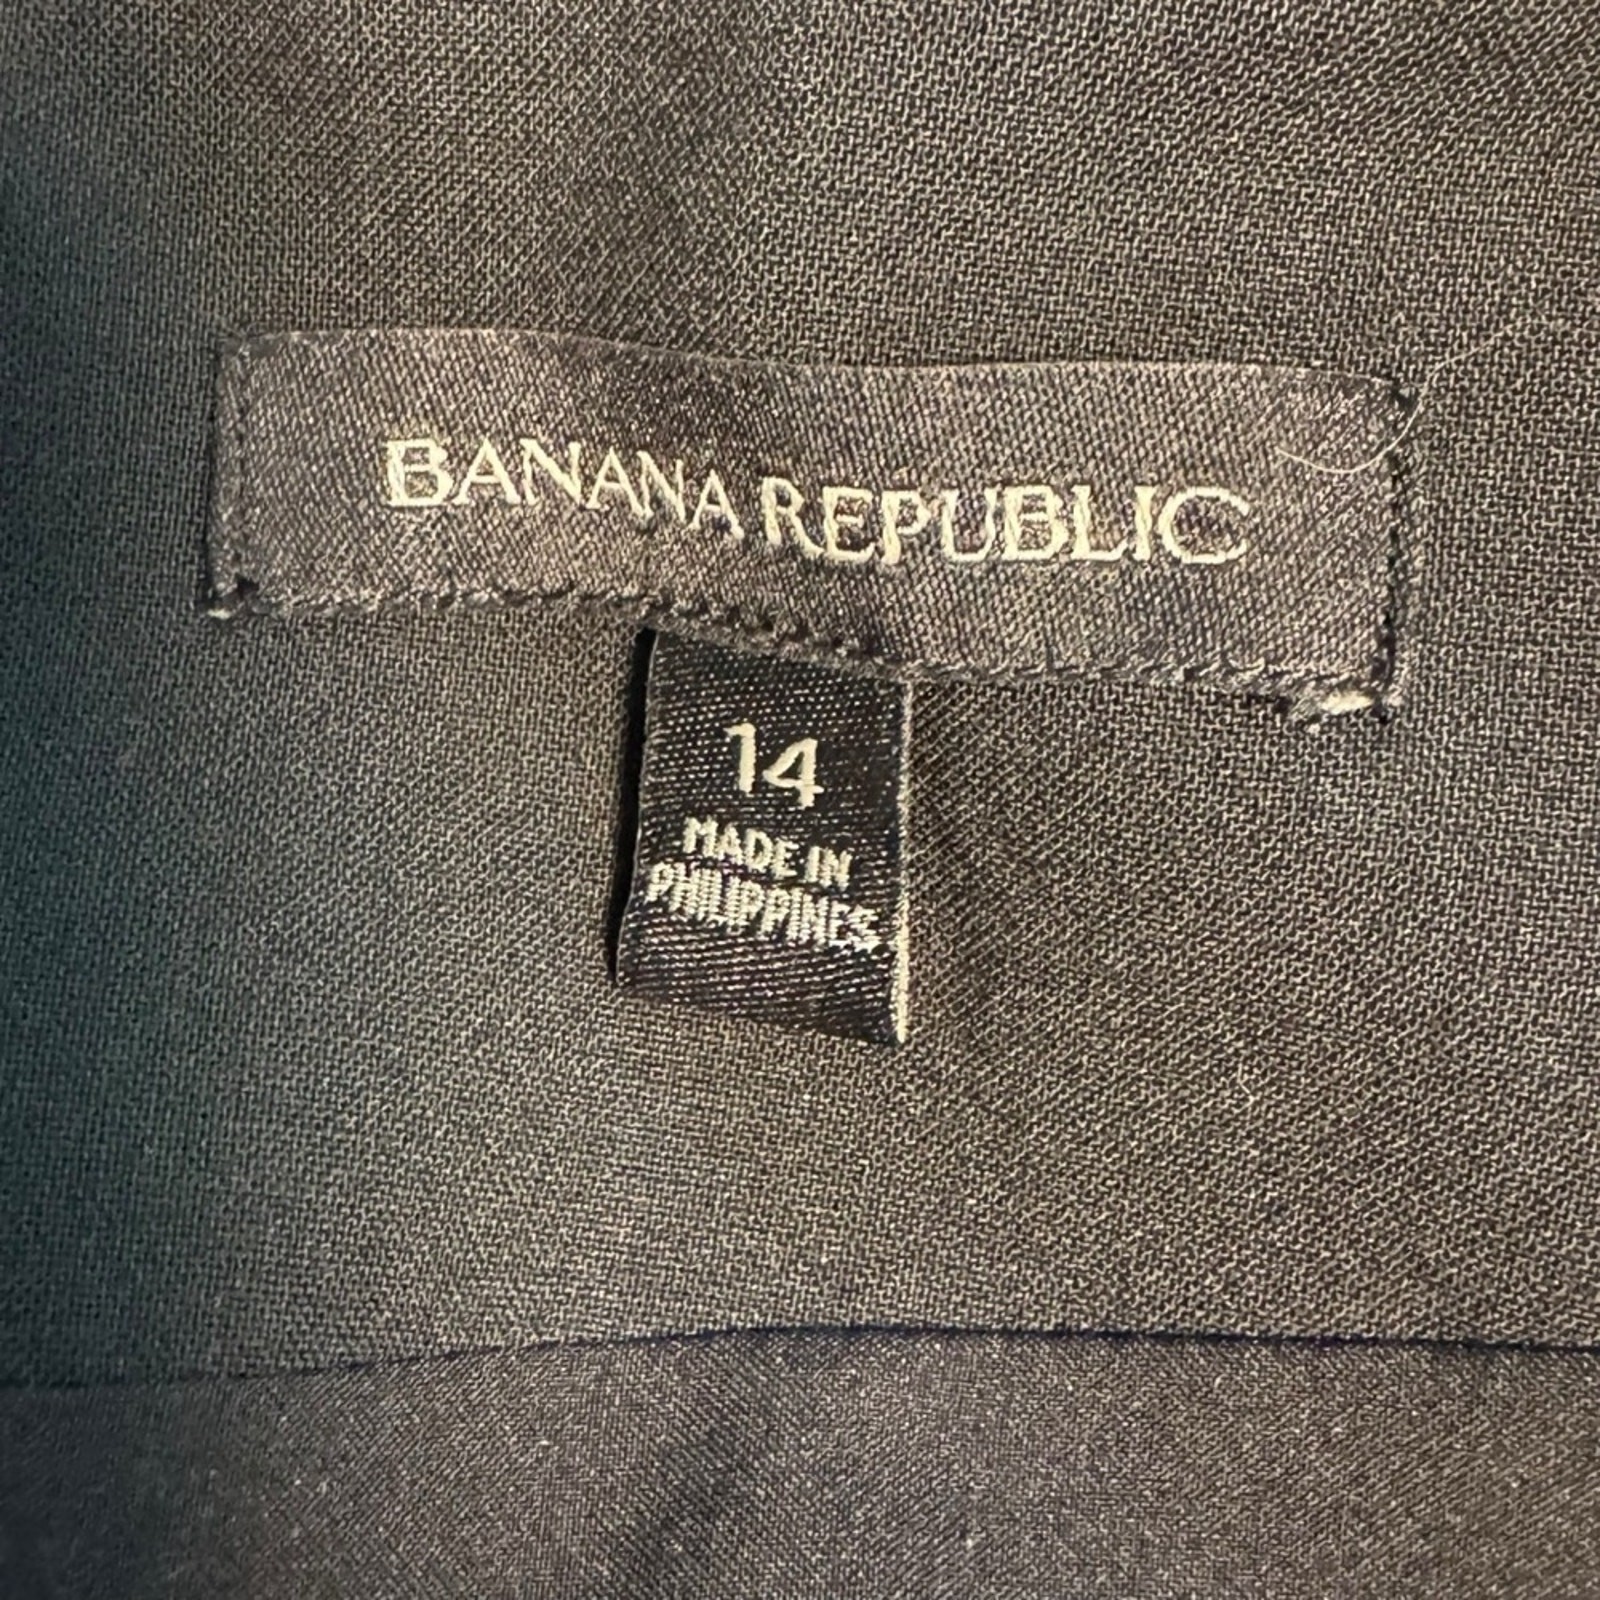 BANANA REPUBLIC
14
MADE IN
PHILIPPINES